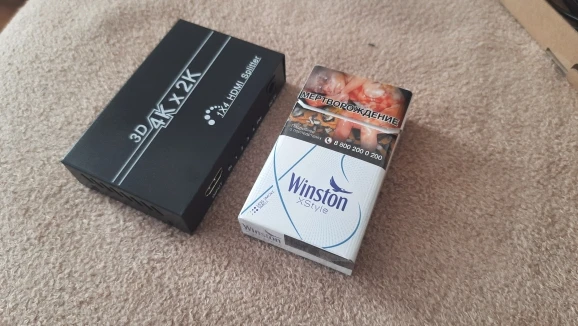 3D 4K x 2K
1X4 HDMI Splitter
МЕРТВОРОЖДЕНИЕ
8 800 200 0 200
Winston
XStyle
Winston